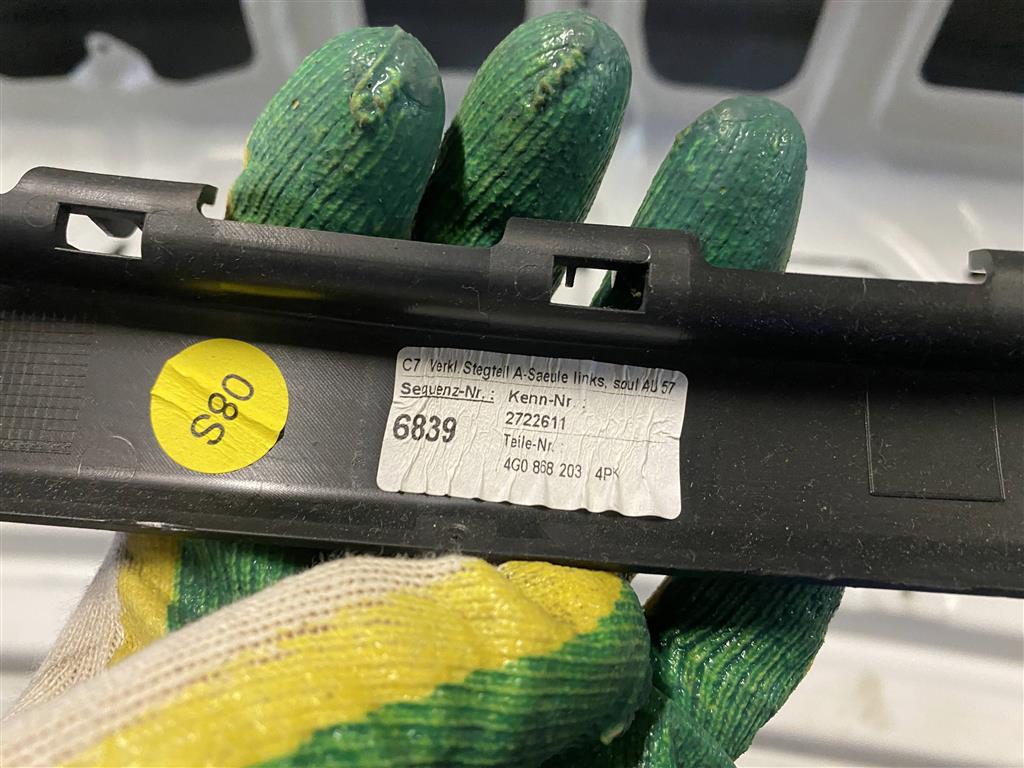 S80
C7 Verkl. Stegteil A-Saeule links, soul AU 57
Sequenz-Nr. : Kenn-Nr. :
6839 2722611
Teile-Nr. :
4G0 868 203 4PK